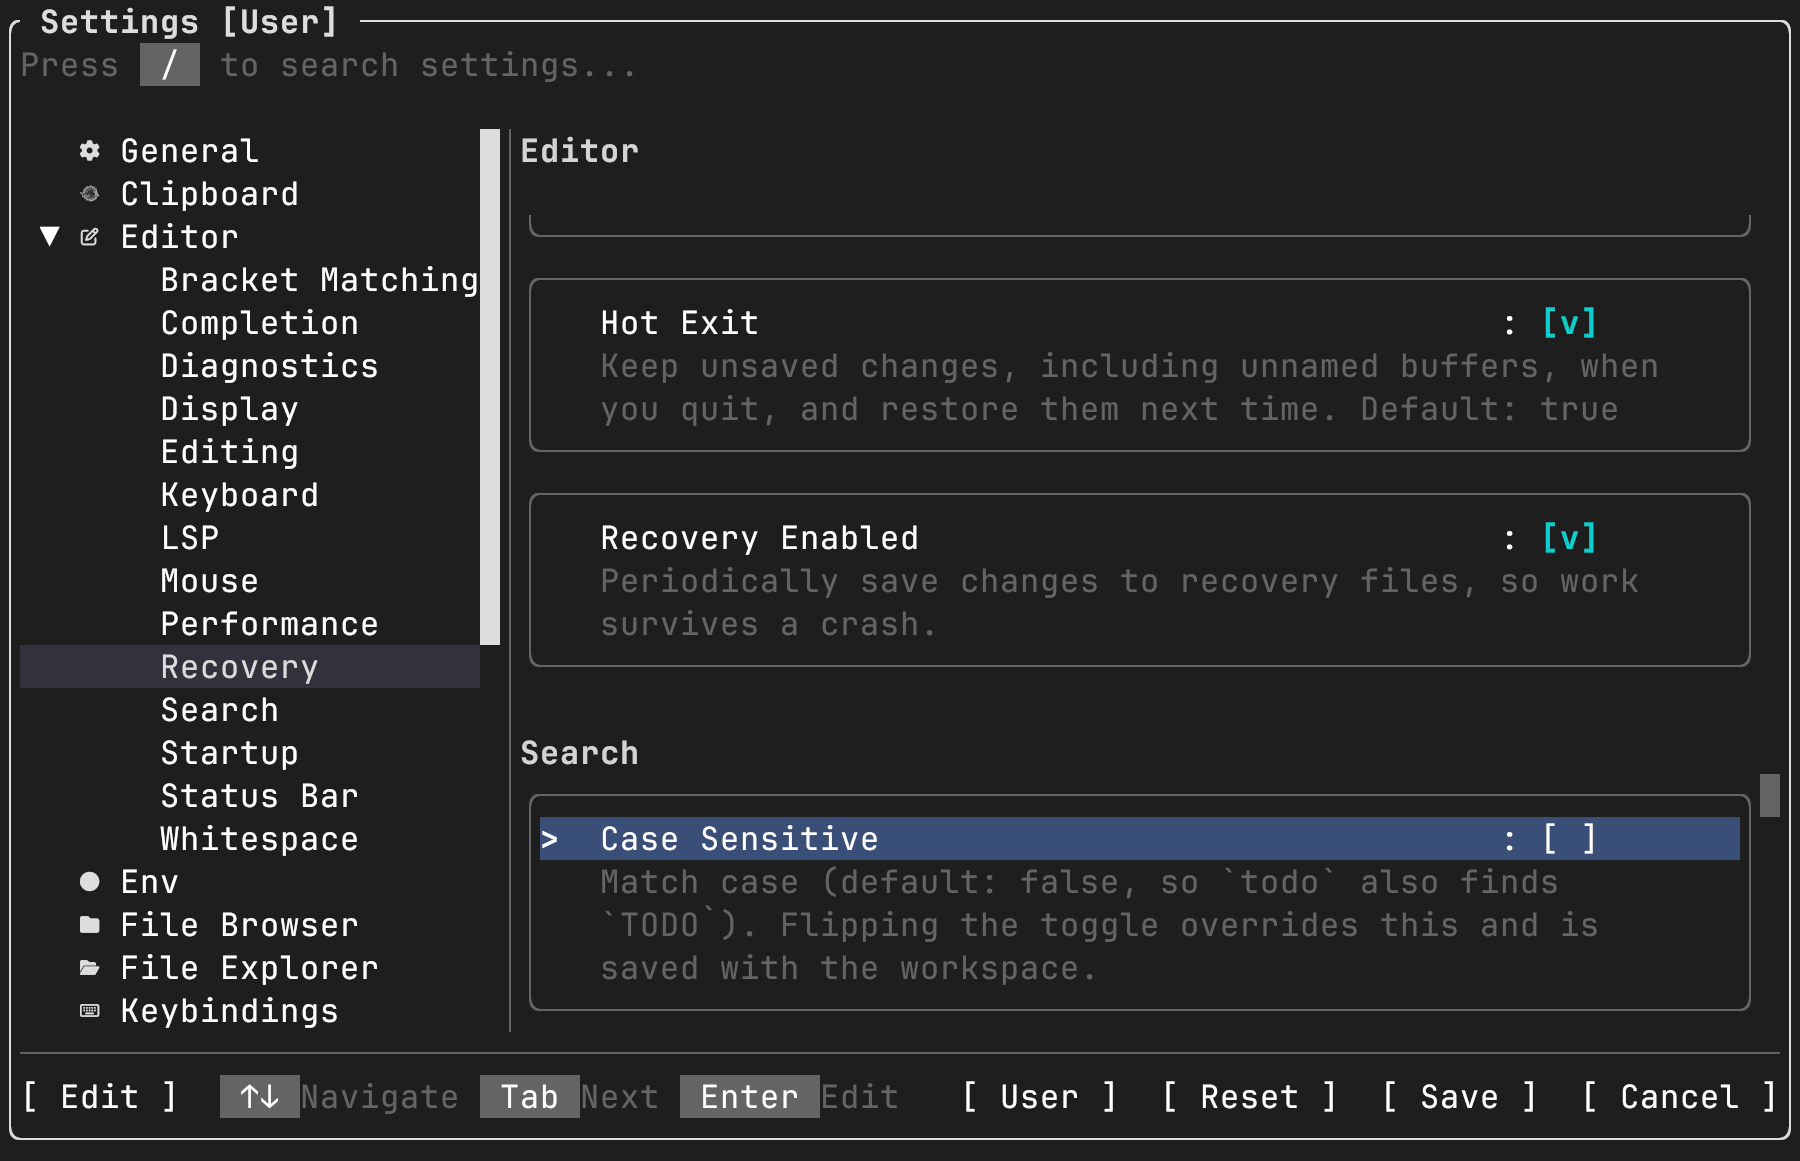 Settings [User]
Press / to search settings...
General
Clipboard
Editor
Bracket Matching
Completion
Diagnostics
Display
Editing
Keyboard
LSP
Mouse
Performance
Recovery
Search
Startup
Status Bar
Whitespace
Env
File Browser
File Explorer
Keybindings
Editor
Hot Exit : [v]
Keep unsaved changes, including unnamed buffers, when
you quit, and restore them next time. Default: true
Recovery Enabled : [v]
Periodically save changes to recovery files, so work
survives a crash.
Search
> Case Sensitive : [ ]
Match case (default: false, so `todo` also finds
`TODO`). Flipping the toggle overrides this and is
saved with the workspace.
[ Edit ] ↑↓ Navigate Tab Next Enter Edit [ User ] [ Reset ] [ Save ] [ Cancel ]